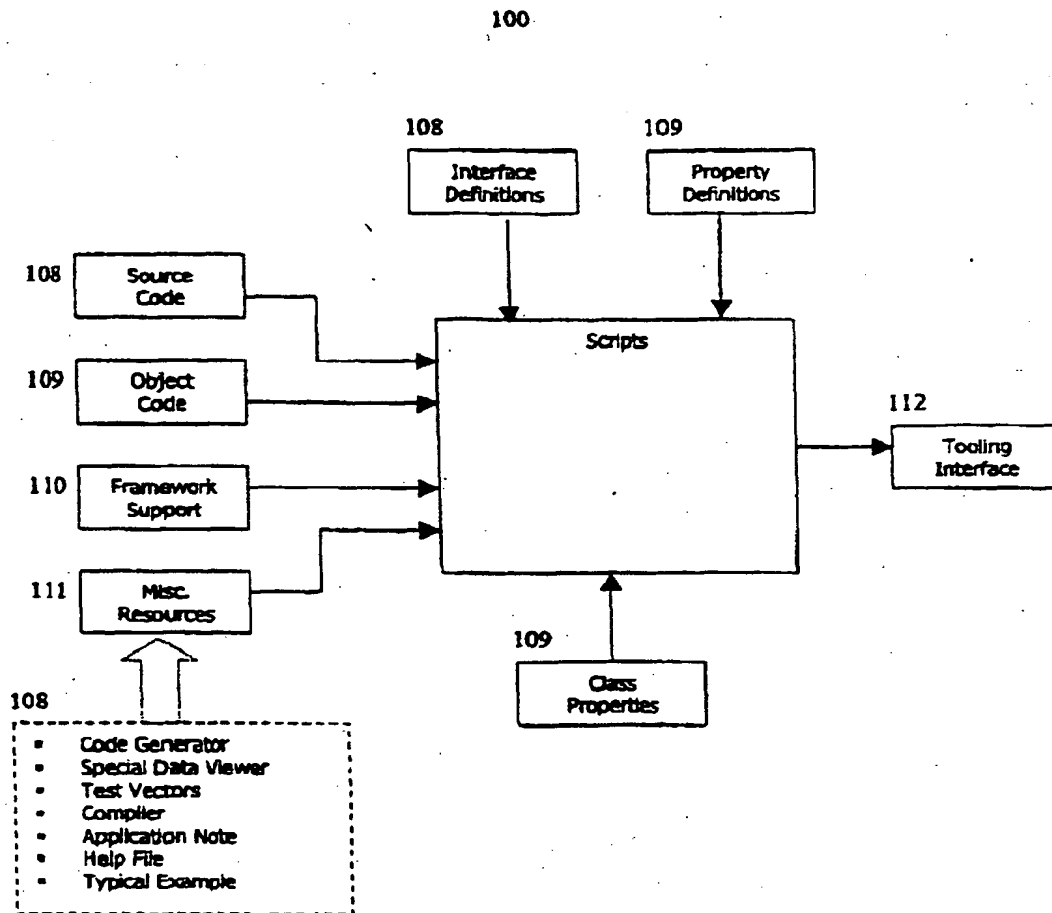 100
108
Interface
Definitions
109
Property
Definitions
108
Source
Code
109
Object
Code
110
Framework
Support
111
Misc.
Resources
Scripts
112
Tooling
Interface
109
Class
Properties
108
▪ Code Generator
▪ Special Data Viewer
▪ Test Vectors
▪ Compiler
▪ Application Note
▪ Help File
▪ Typical Example